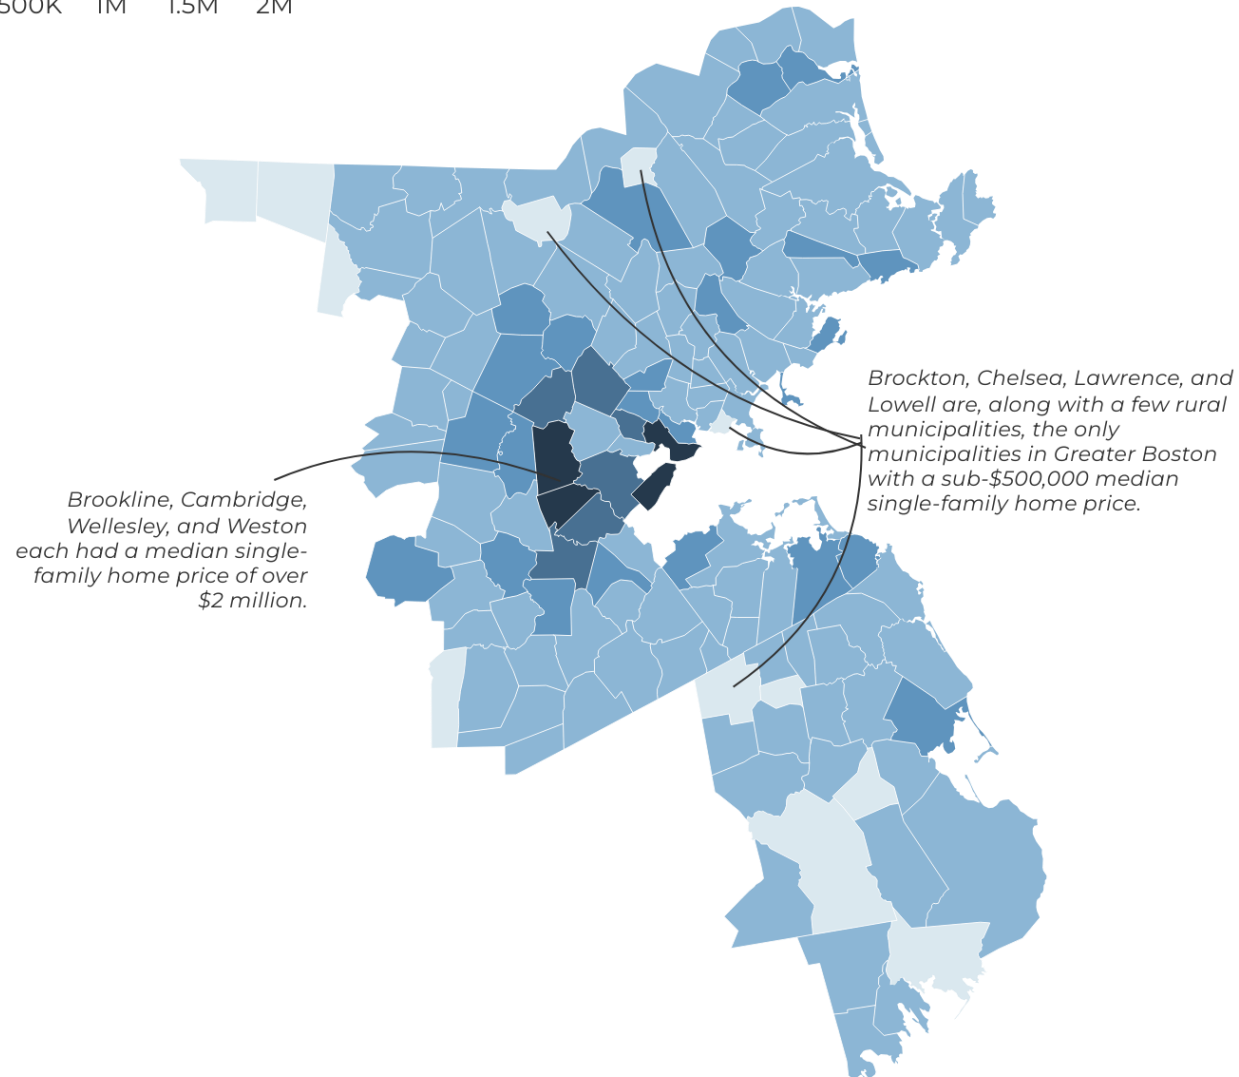 500K 1M 1.5M 2M
Brockton, Chelsea, Lawrence, and
Lowell are, along with a few rural
municipalities, the only
municipalities in Greater Boston
with a sub-$500,000 median
single-family home price.
Brookline, Cambridge,
Wellesley, and Weston
each had a median single-
family home price of over
$2 million.